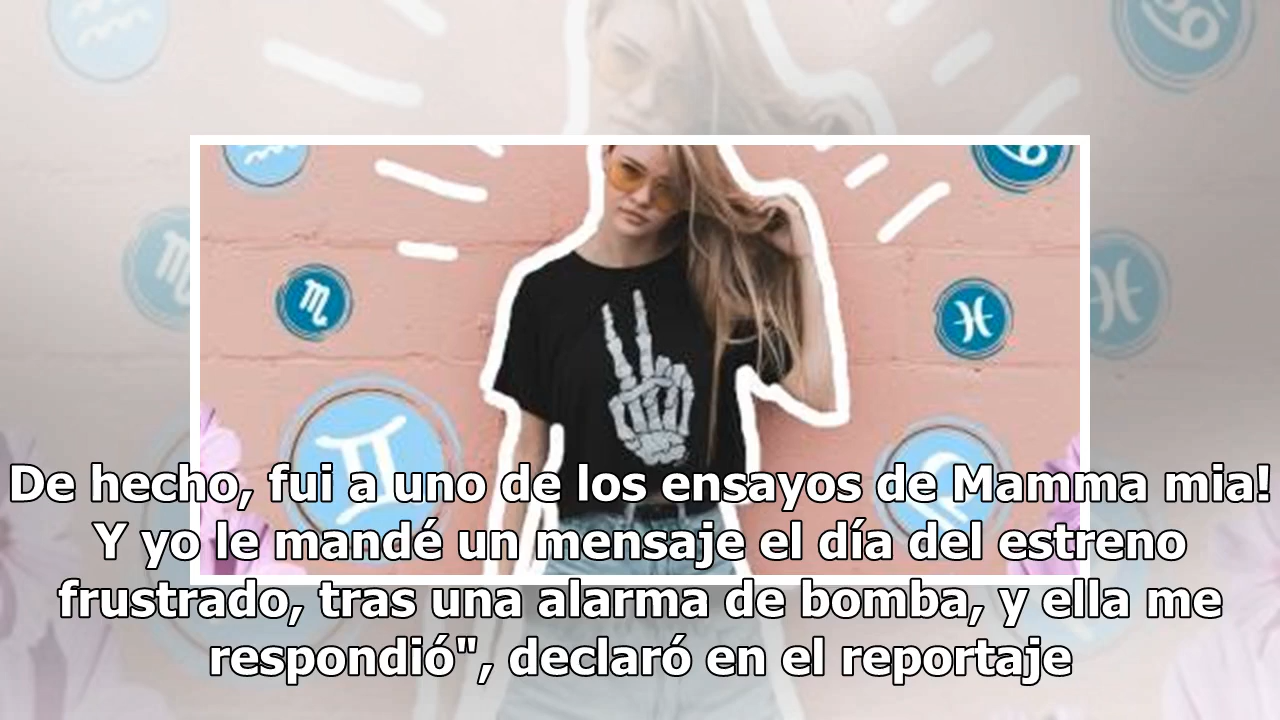 De hecho, fui a uno de los ensayos de Mamma mia!
Y yo le mandé un mensaje el día del estreno
frustrado, tras una alarma de bomba, y ella me
respondió", declaró en el reportaje